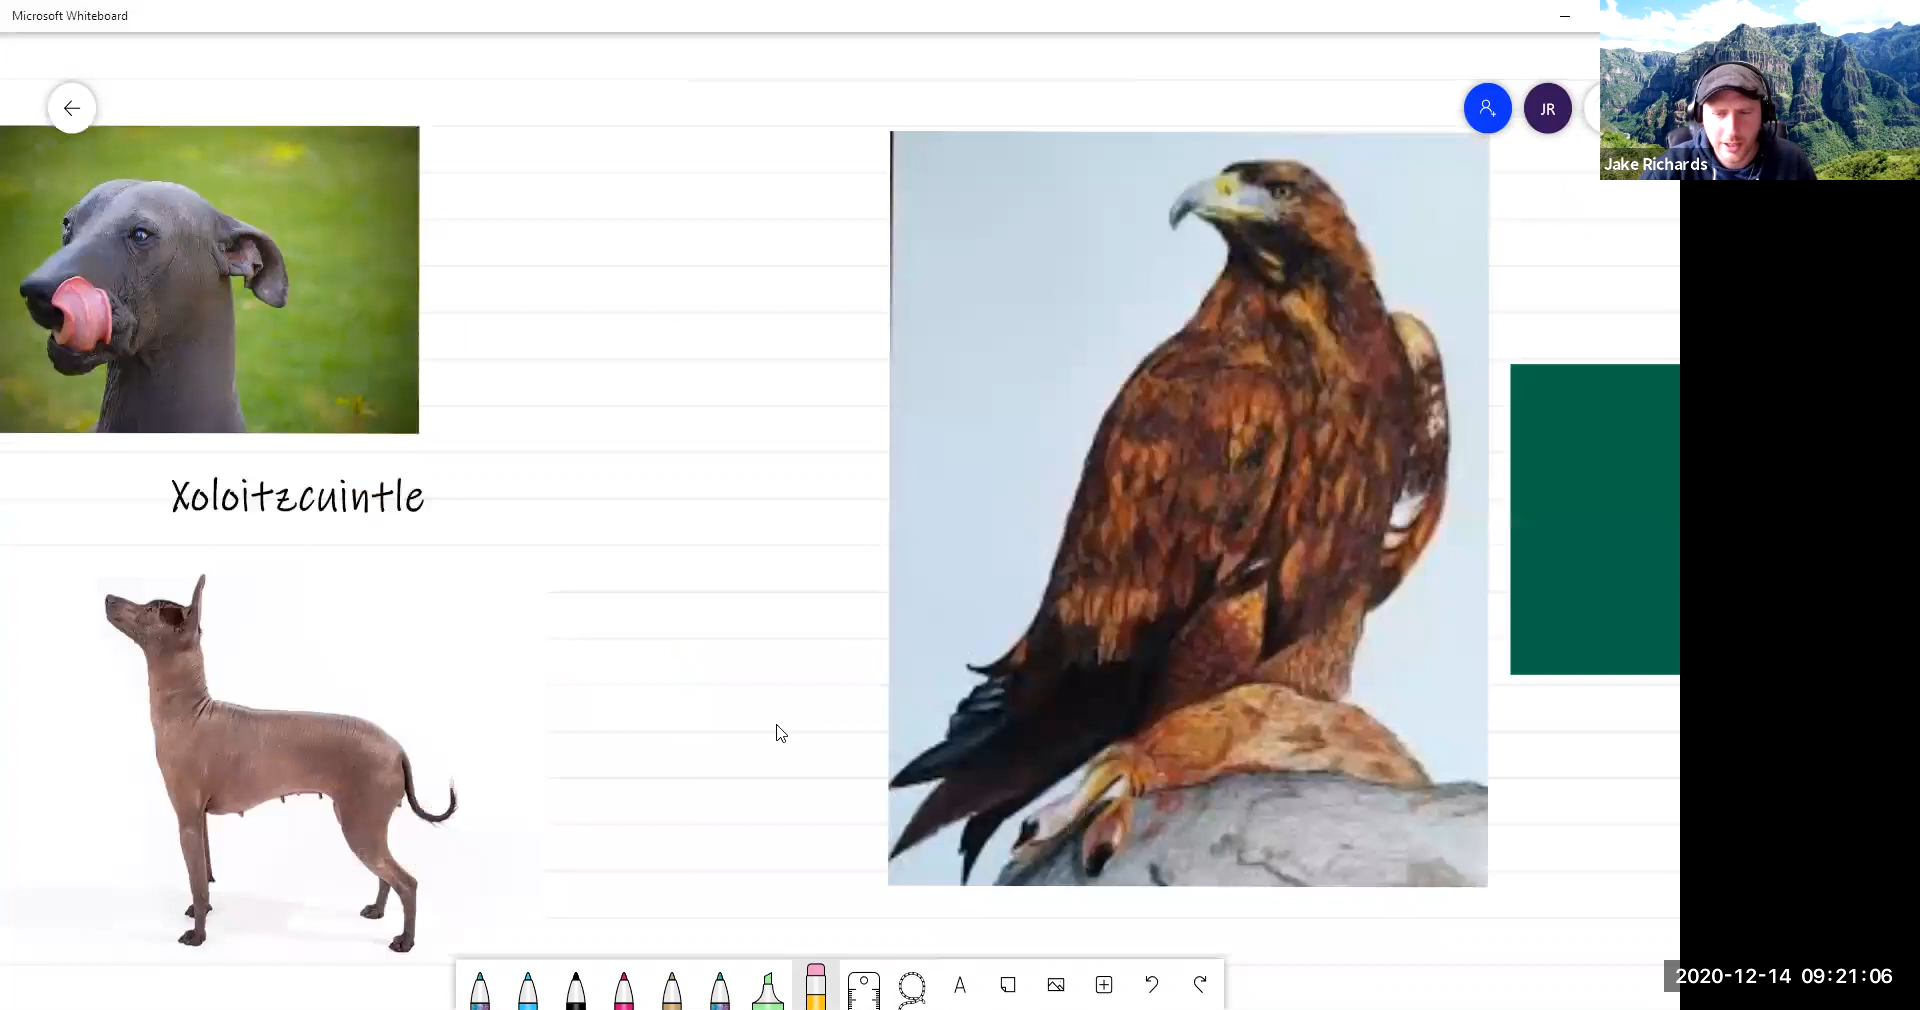 Microsoft Whiteboard
JR
Jake Richards
Xoloitzcuintle
A
2020-12-14 09:21:06